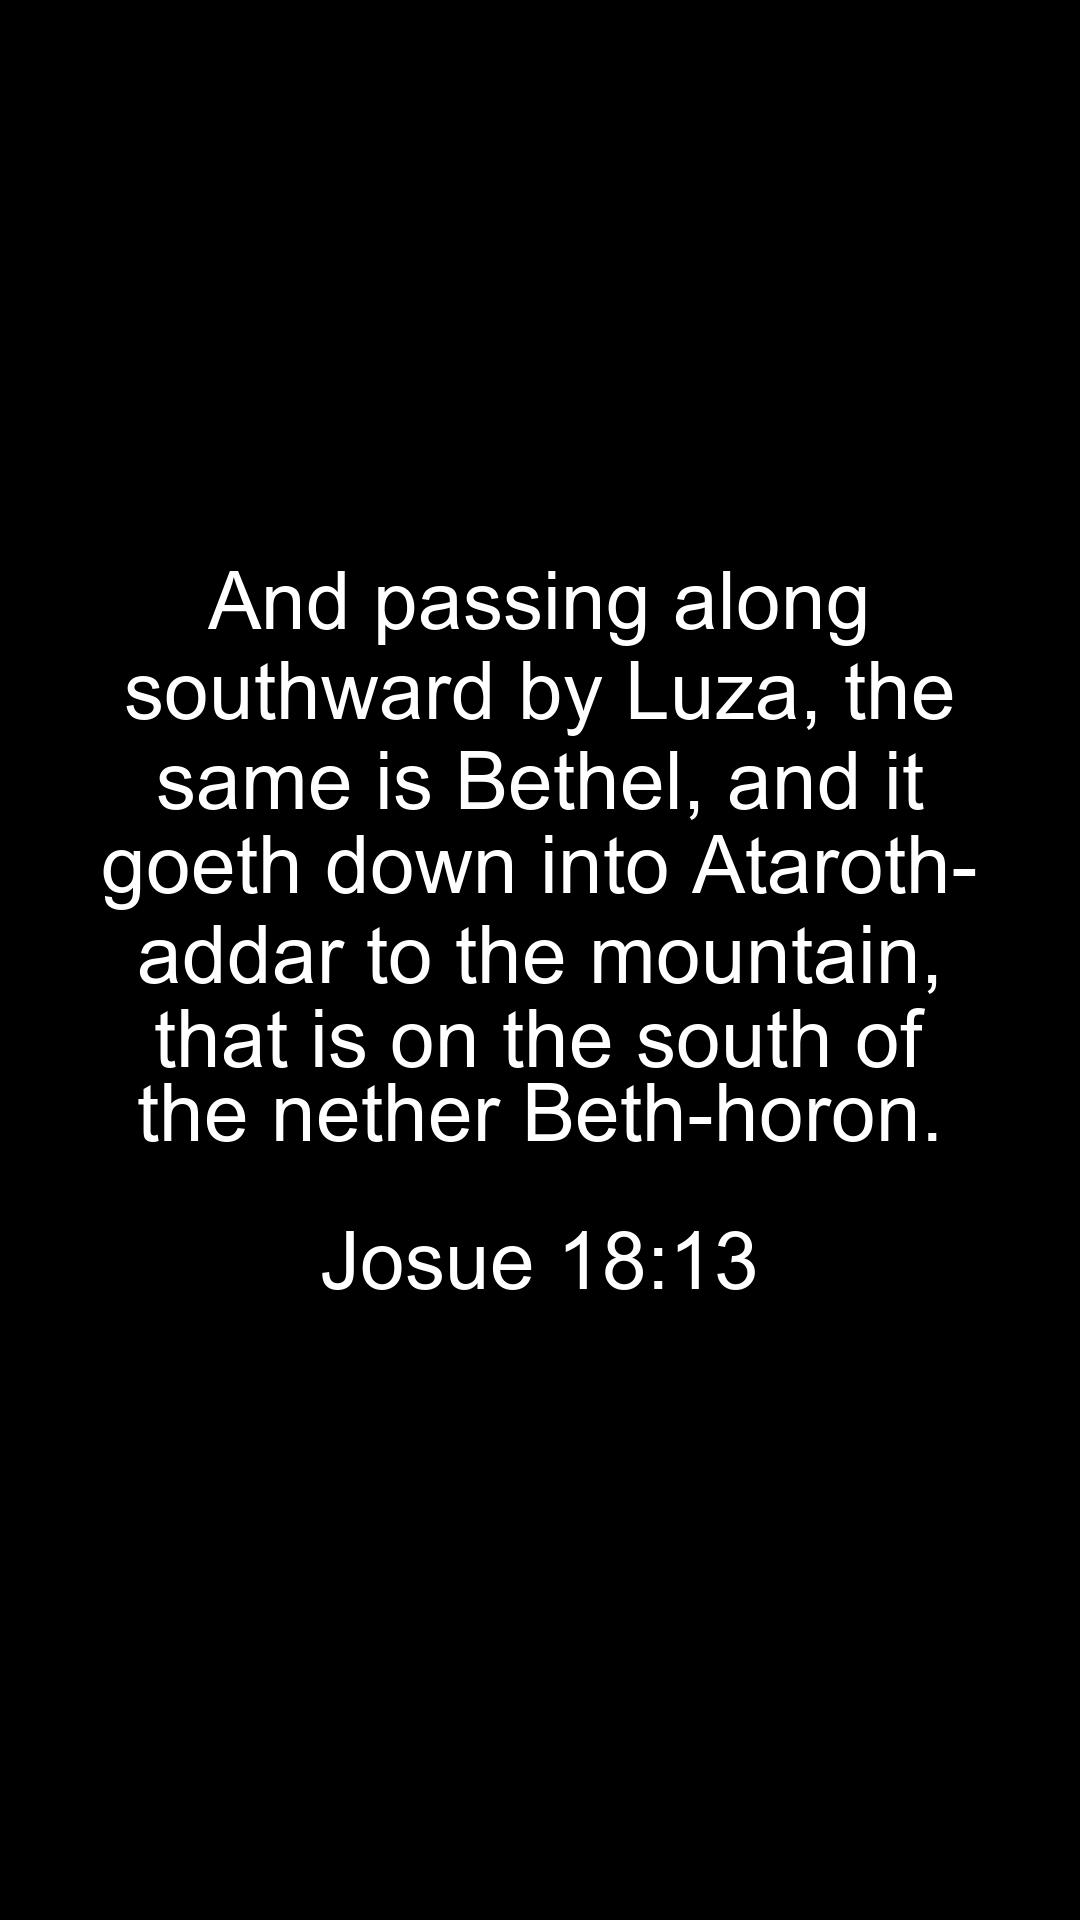 And passing along
southward by Luza, the
same is Bethel, and it
goeth down into Ataroth-
addar to the mountain,
that is on the south of
the nether Beth-horon.
Josue 18:13